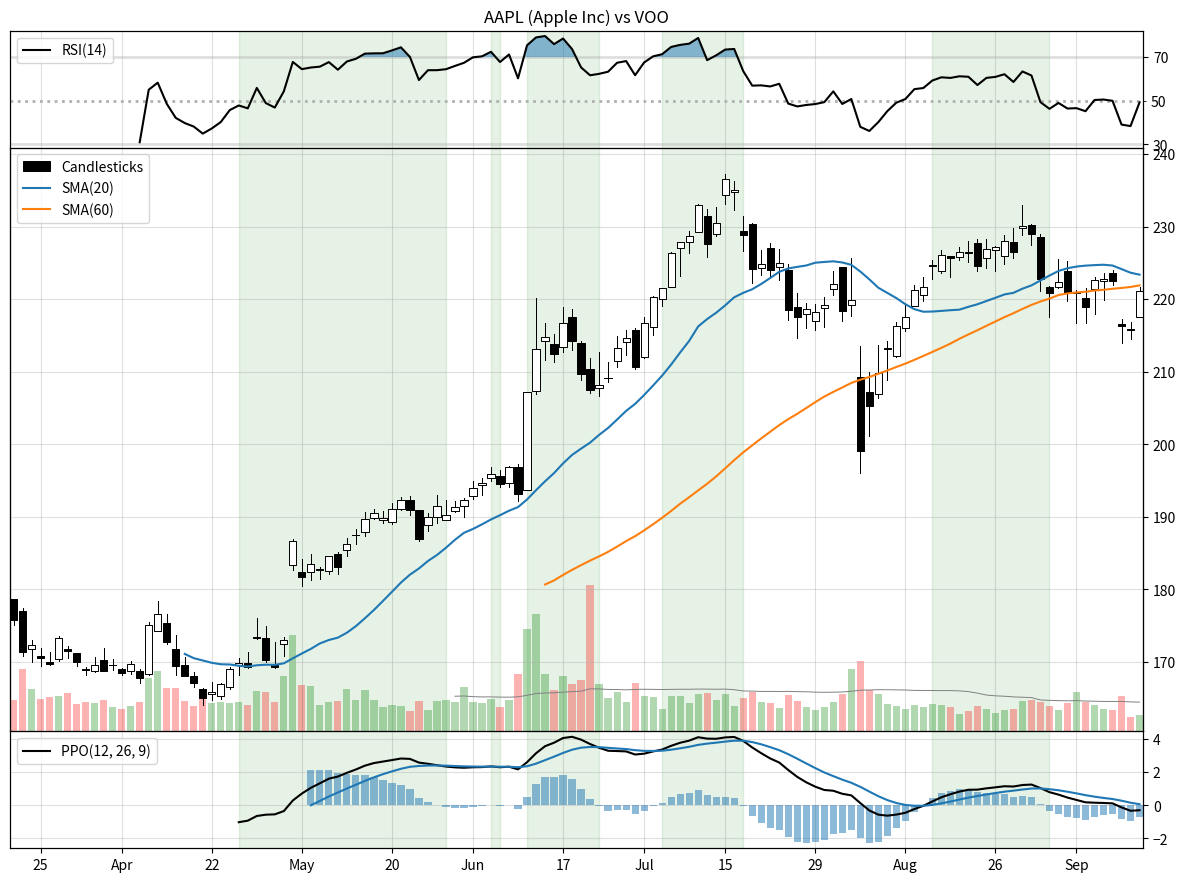 AAPL (Apple Inc) vs VOO
RSI(14)
70
50
30
240
Candlesticks
SMA(20)
SMA(60)
230
220
210
200
190
180
170
PPO(12, 26, 9)
4
2
0
−2
25 Apr 22 May 20 Jun 17 Jul 15 29 Aug 26 Sep